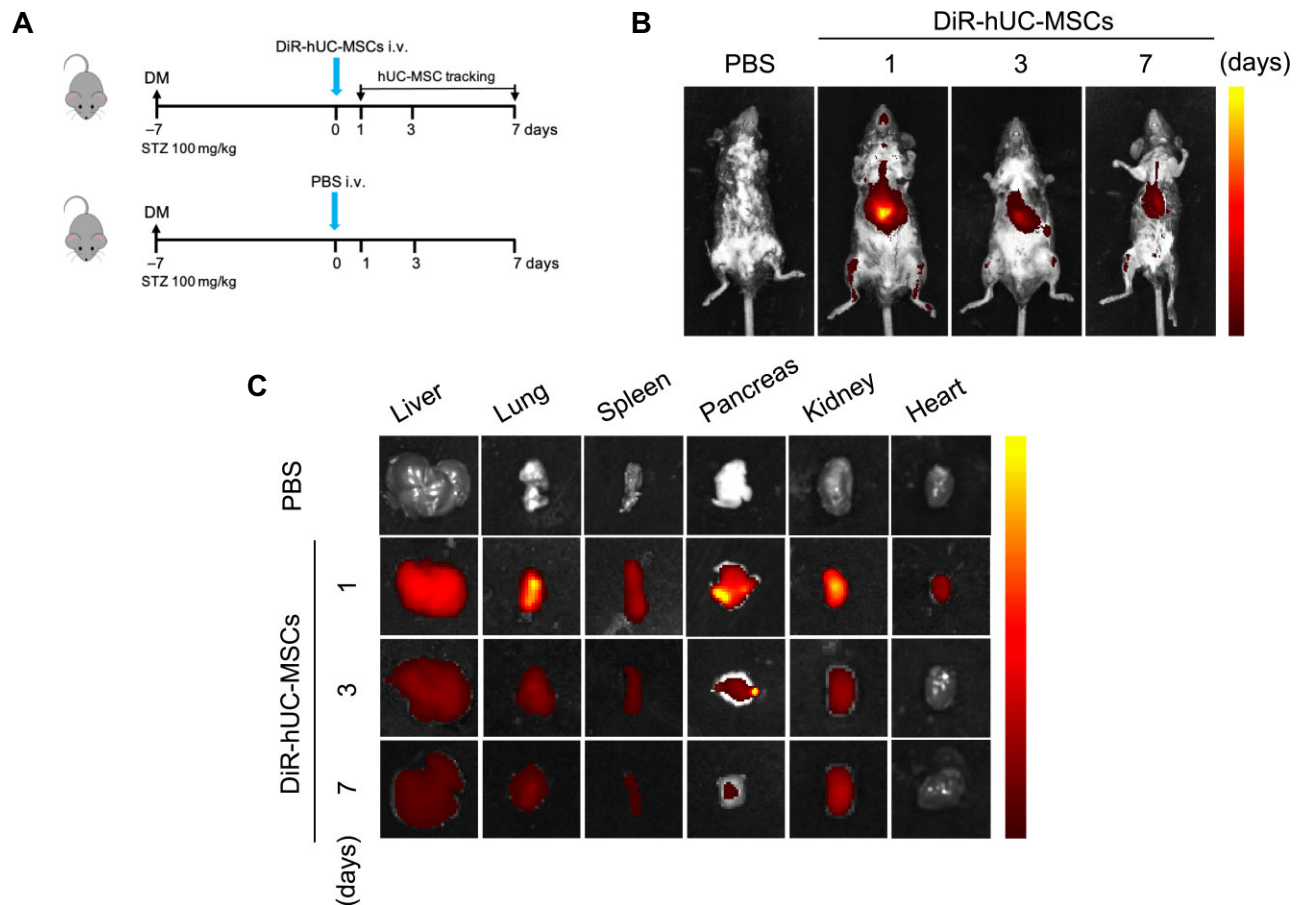 A
DiR-hUC-MSCs i.v.
DM
hUC-MSC tracking
–7
0
1
3
7 days
STZ 100 mg/kg
PBS i.v.
DM
–7
0
1
3
7 days
STZ 100 mg/kg
B
DiR-hUC-MSCs
PBS
1
3
7
(days)
C
Liver
Lung
Spleen
Pancreas
Kidney
Heart
PBS
DiR-hUC-MSCs
1
3
7
(days)